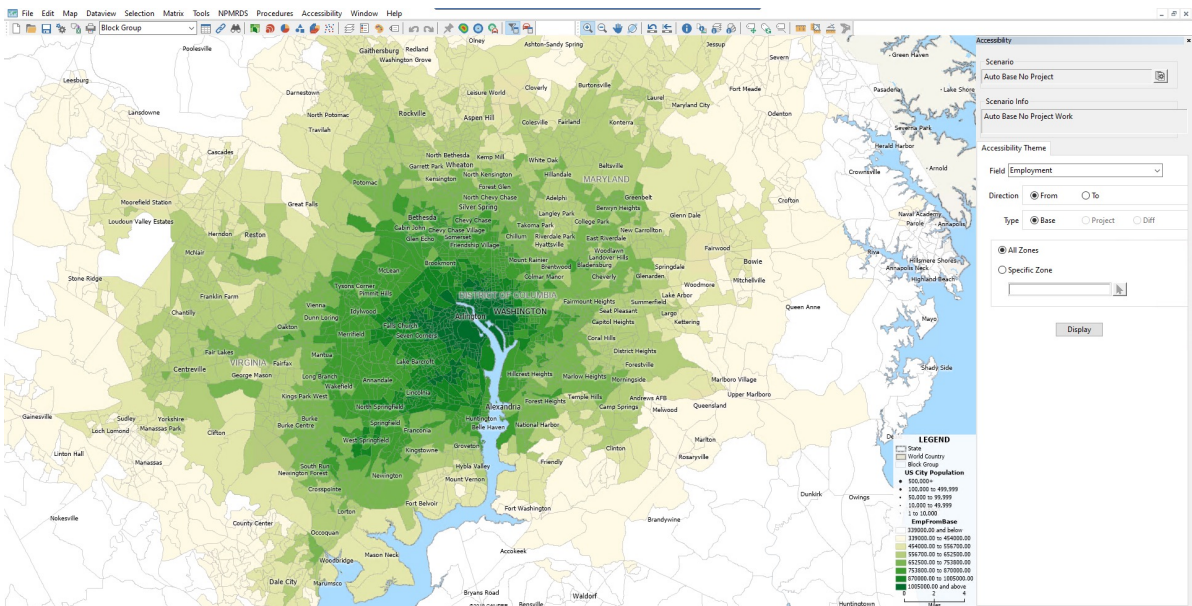 File Edit Map Dataview Selection Matrix Tools NPMRDS Procedures Accessibility Window Help
Block Group
Accessibility
Scenario
Auto Base No Project
Scenario Info
Auto Base No Project Work
Accessibility Theme
Field Employment
Direction From To
Type Base Project Diff
All Zones
Specific Zone
Display
Poolesville
Gaithersburg Redland
Washington Grove
Olney
Ashton-Sandy Spring
Jessup
Severn
Green Haven
Leesburg
Darnestown
Leisure World
Cloverly
Burtonsville
Laurel
Maryland City
Fort Meade
Pasadena
Lake Shore
Lansdowne
North Potomac
Rockville
Aspen Hill
Colesville Fairland
Konterra
Odenton
Travilah
Severna Park
Cascades
North Bethesda Kemp Mill
White Oak
Beltsville
Herald Harbor
Garrett Park Wheaton
Kensington
North Kensington
Hillandale
MARYLAND
Crownsville
Arnold
Potomac
Forest Glen
Moorefield Station
Great Falls
North Chevy Chase
Silver Spring
Adelphi
Greenbelt
Berwyn Heights
Crofton
Loudoun Valley Estates
Bethesda
Chevy Chase
Langley Park
College Park
Glenn Dale
Naval Academy
Parole
Annapolis
Cabin John
Chevy Chase Village
Takoma Park
Herndon
Reston
Glen Echo
Somerset
Friendship Village
Chillum
Riverdale Park
Hyattsville
New Carrollton
East Riverdale
Fairwood
Riva
McNair
Woodlawn
Landover Hills
Mount Rainier
Brentwood
Bladensburg
Bowie
Hillsmere Shores
Annapolis Neck
Highland Beach
Brookmont
McLean
Colmar Manor
Cheverly
Springdale
Glenarden
Woodmore
Mitchellville
Stone Ridge
Tysons Corner
Pimmit Hills
DISTRICT OF COLUMBIA
Lake Arbor
Franklin Farm
Vienna
Idylwood
Arlington
WASHINGTON
Fairmount Heights
Summerfield
Queen Anne
Chantilly
Dunn Loring
Seat Pleasant
Largo
Mayo
Oakton
Merrifield
Falls Church
Seven Corners
Capitol Heights
Kettering
Coral Hills
Fair Lakes
Mantua
District Heights
Centreville
VIRGINIA
Fairfax
George Mason
Lake Barcroft
Forestville
Shady Side
Long Branch
Wakefield
Annandale
Hillcrest Heights
Marlow Heights
Morningside
Marlboro Village
Kings Park West
Lincolnia
Temple Hills
Andrews AFB
Upper Marlboro
Gainesville
Sudley
Yorkshire
North Springfield
Alexandria
Forest Heights
Camp Springs
Melwood
Queensland
Loch Lomond
Manassas Park
Clifton
Burke
Burke Centre
Springfield
Franconia
Huntington
Belle Haven
National Harbor
West Springfield
Marlton
Linton Hall
Kingstowne
Groveton
Clinton
Rosaryville
Manassas
South Run
Newington Forest
Newington
Hybla Valley
Mount Vernon
Friendly
Crosspointe
Dunkirk
Owings
Fort Belvoir
Fort Washington
Nokesville
Lorton
County Center
Brandywine
Occoquan
Mason Neck
Accokeek
Woodbridge
Dale City
Marumsco
Bryans Road
Waldorf
Bensville
Huntingtown
LEGEND
State
World Country
Block Group
US City Population
500,000+
100,000 to 499,999
50,000 to 99,999
10,000 to 49,999
1 to 10,000
EmpFromBase
339000.00 and below
339000.00 to 454000.00
454000.00 to 556700.00
556700.00 to 652500.00
652500.00 to 753800.00
753800.00 to 870000.00
870000.00 to 1005000.00
1005000.00 and above
0 2 4
Miles